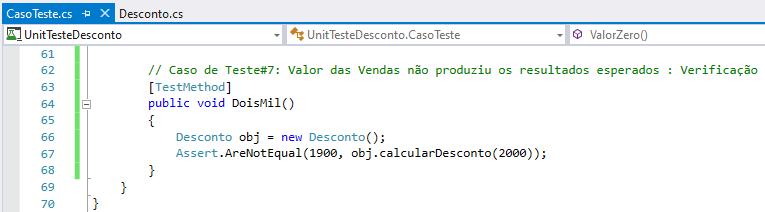 CasoTeste.cs Desconto.cs
UnitTesteDesconto UnitTesteDesconto.CasoTeste ValorZero()
61
62 // Caso de Teste#7: Valor das Vendas não produziu os resultados esperados : Verificação
63 [TestMethod]
64 public void DoisMil()
65 {
66 Desconto obj = new Desconto();
67 Assert.AreNotEqual(1900, obj.calcularDesconto(2000));
68 }
69 }
70 }